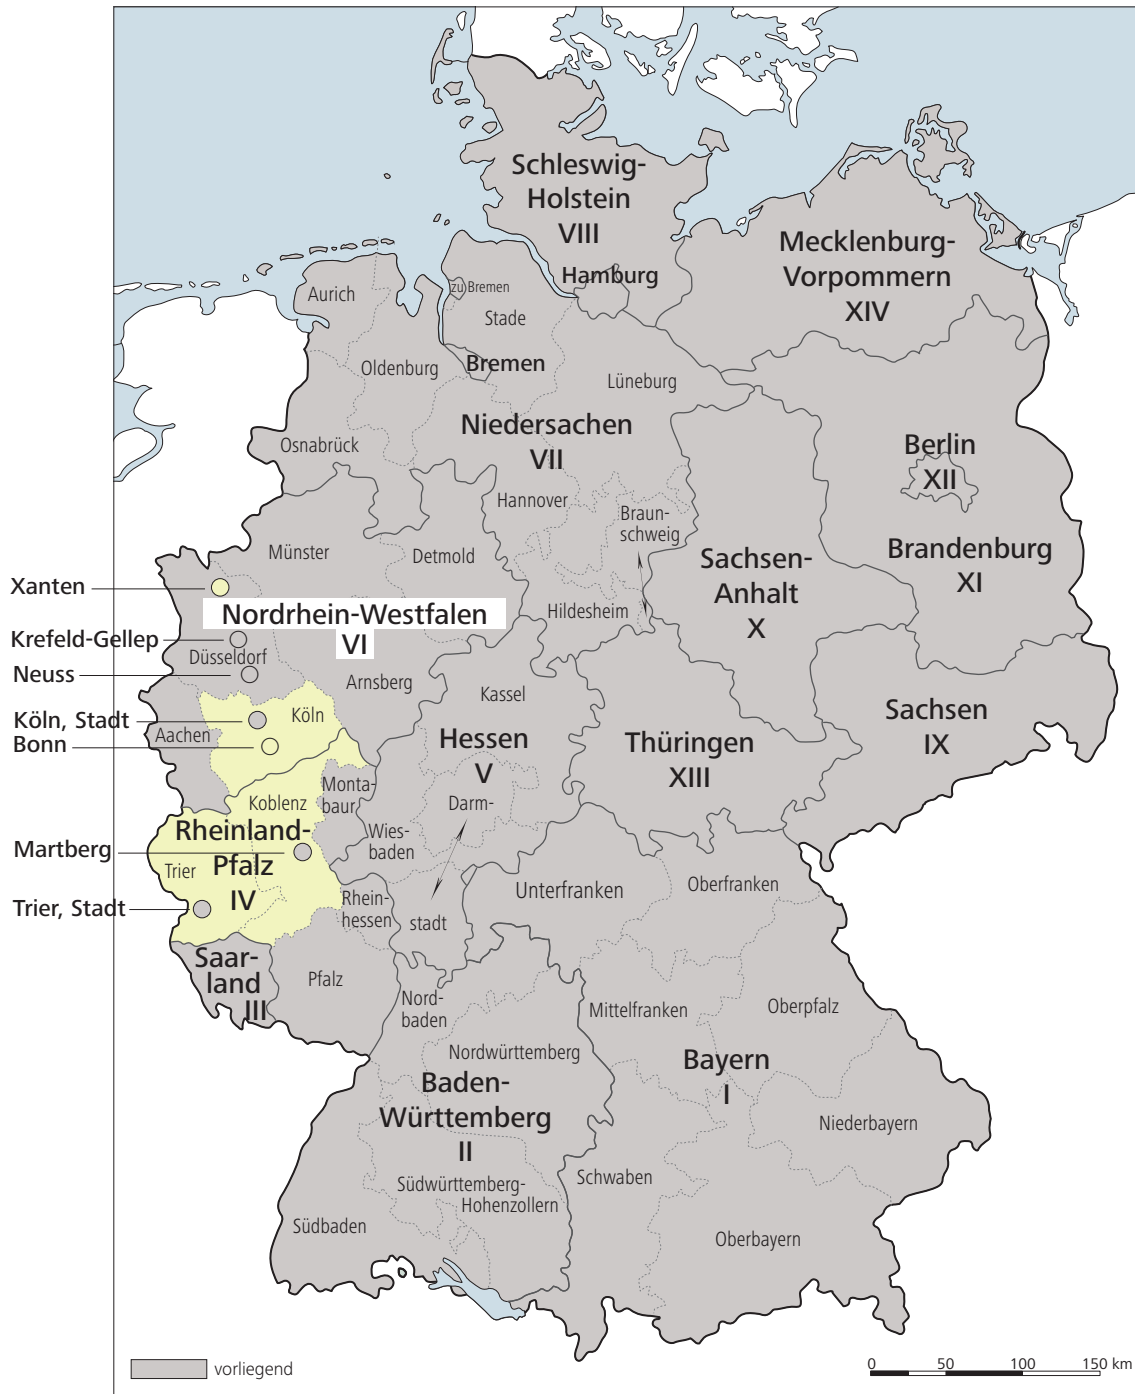 Schleswig-
Holstein
VIII
Hamburg
Mecklenburg-
Vorpommern
XIV
Aurich
zu Bremen
Stade
Oldenburg
Bremen
Lüneburg
Niedersachen
VII
Osnabrück
Hannover
Braun-
schweig
Berlin
XII
Brandenburg
XI
Münster
Detmold
Sachsen-
Anhalt
X
Hildesheim
Xanten
Nordrhein-Westfalen
VI
Krefeld-Gellep
Düsseldorf
Neuss
Arnsberg
Kassel
Köln, Stadt
Köln
Aachen
Bonn
Hessen
V
Thüringen
XIII
Sachsen
IX
Koblenz
Monta-
baur
Darm-
stadt
Wies-
baden
Rheinland-
Pfalz
IV
Martberg
Trier
Trier, Stadt
Rhein-
hessen
Unterfranken
Oberfranken
Saar-
land
III
Pfalz
Nord-
baden
Mittelfranken
Oberpfalz
Nordwürttemberg
Bayern
I
Baden-
Württemberg
II
Niederbayern
Südwürttemberg-
Hohenzollern
Schwaben
Südbaden
Oberbayern
vorliegend
0 50 100 150 km